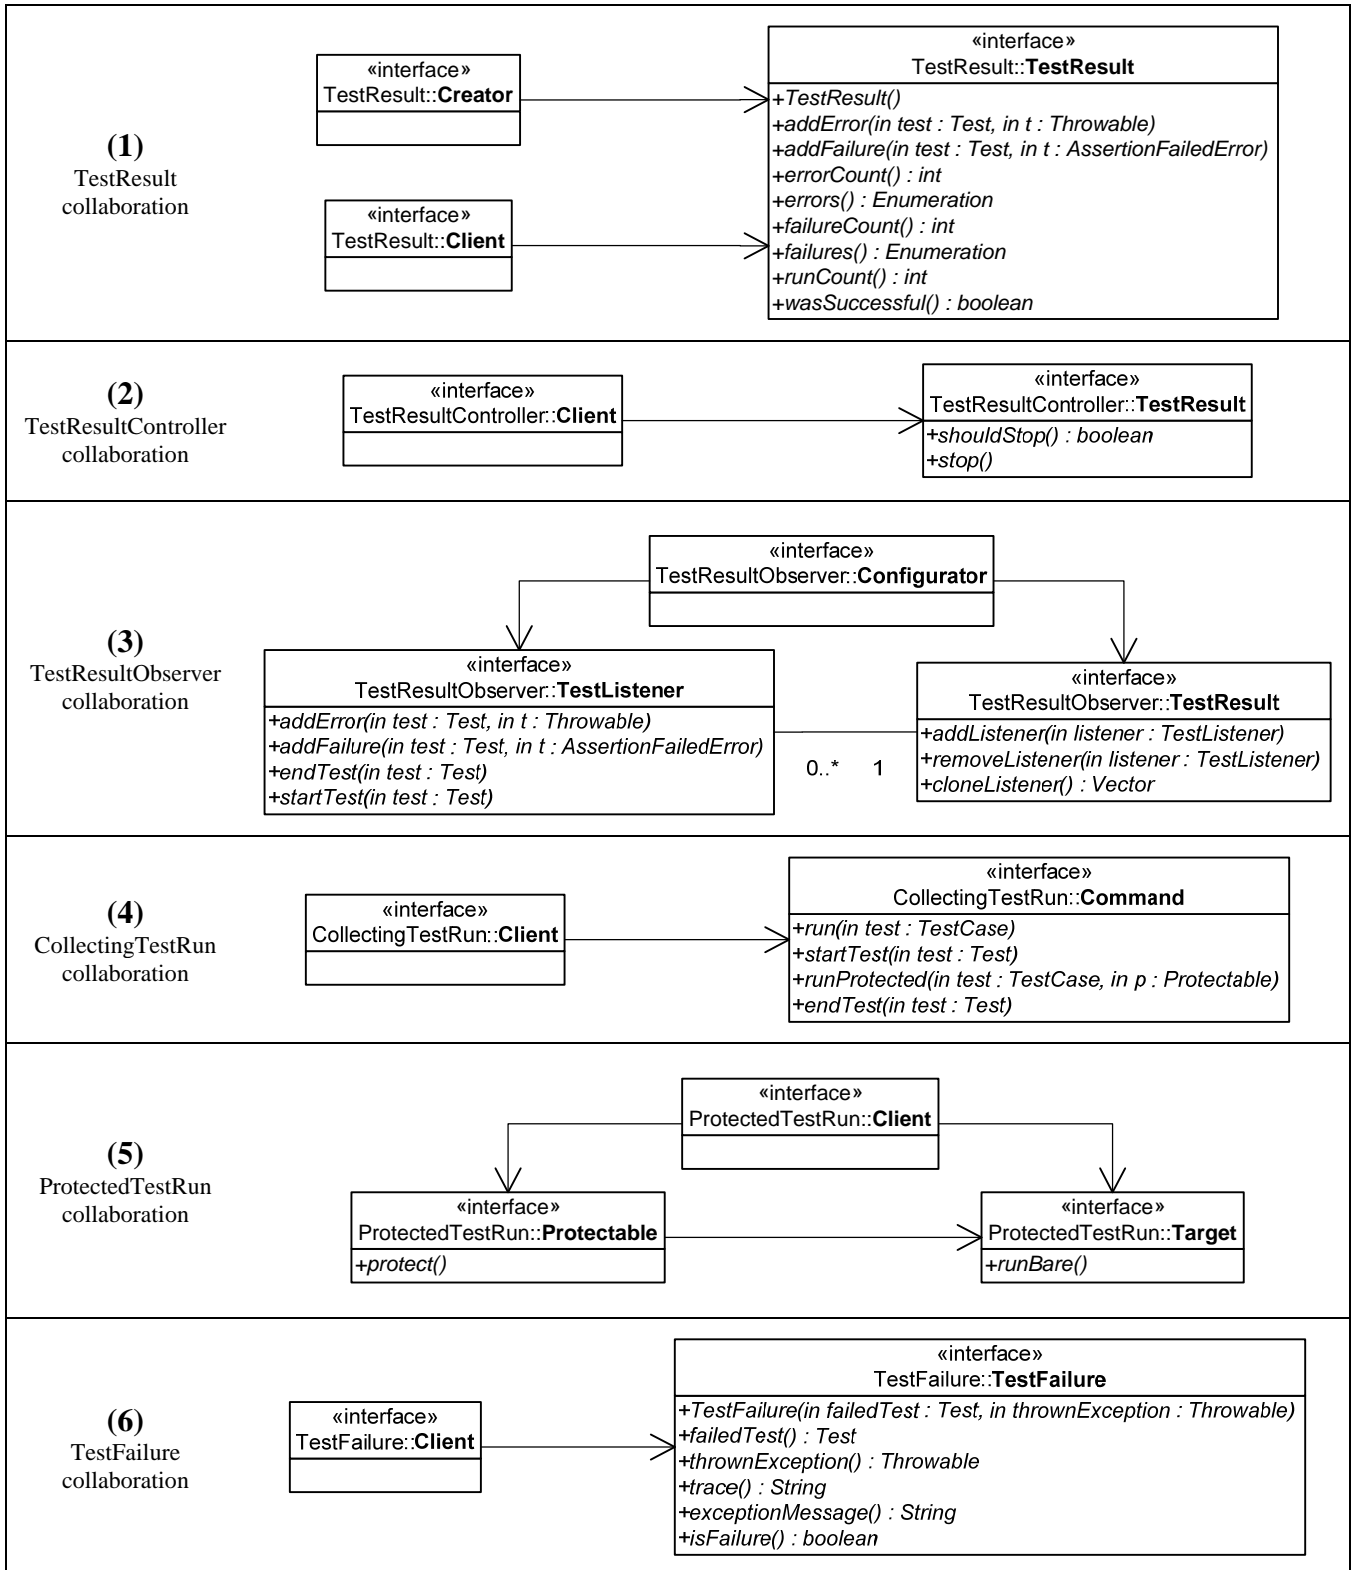 (1)
TestResult
collaboration
«interface»
TestResult::Creator
«interface»
TestResult::Client
«interface»
TestResult::TestResult
+TestResult()
+addError(in test : Test, in t : Throwable)
+addFailure(in test : Test, in t : AssertionFailedError)
+errorCount() : int
+errors() : Enumeration
+failureCount() : int
+failures() : Enumeration
+runCount() : int
+wasSuccessful() : boolean
(2)
TestResultController
collaboration
«interface»
TestResultController::Client
«interface»
TestResultController::TestResult
+shouldStop() : boolean
+stop()
(3)
TestResultObserver
collaboration
«interface»
TestResultObserver::Configurator
«interface»
TestResultObserver::TestListener
+addError(in test : Test, in t : Throwable)
+addFailure(in test : Test, in t : AssertionFailedError)
+endTest(in test : Test)
+startTest(in test : Test)
0..* 1
«interface»
TestResultObserver::TestResult
+addListener(in listener : TestListener)
+removeListener(in listener : TestListener)
+cloneListener() : Vector
(4)
CollectingTestRun
collaboration
«interface»
CollectingTestRun::Client
«interface»
CollectingTestRun::Command
+run(in test : TestCase)
+startTest(in test : Test)
+runProtected(in test : TestCase, in p : Protectable)
+endTest(in test : Test)
(5)
ProtectedTestRun
collaboration
«interface»
ProtectedTestRun::Client
«interface»
ProtectedTestRun::Protectable
+protect()
«interface»
ProtectedTestRun::Target
+runBare()
(6)
TestFailure
collaboration
«interface»
TestFailure::Client
«interface»
TestFailure::TestFailure
+TestFailure(in failedTest : Test, in thrownException : Throwable)
+failedTest() : Test
+thrownException() : Throwable
+trace() : String
+exceptionMessage() : String
+isFailure() : boolean